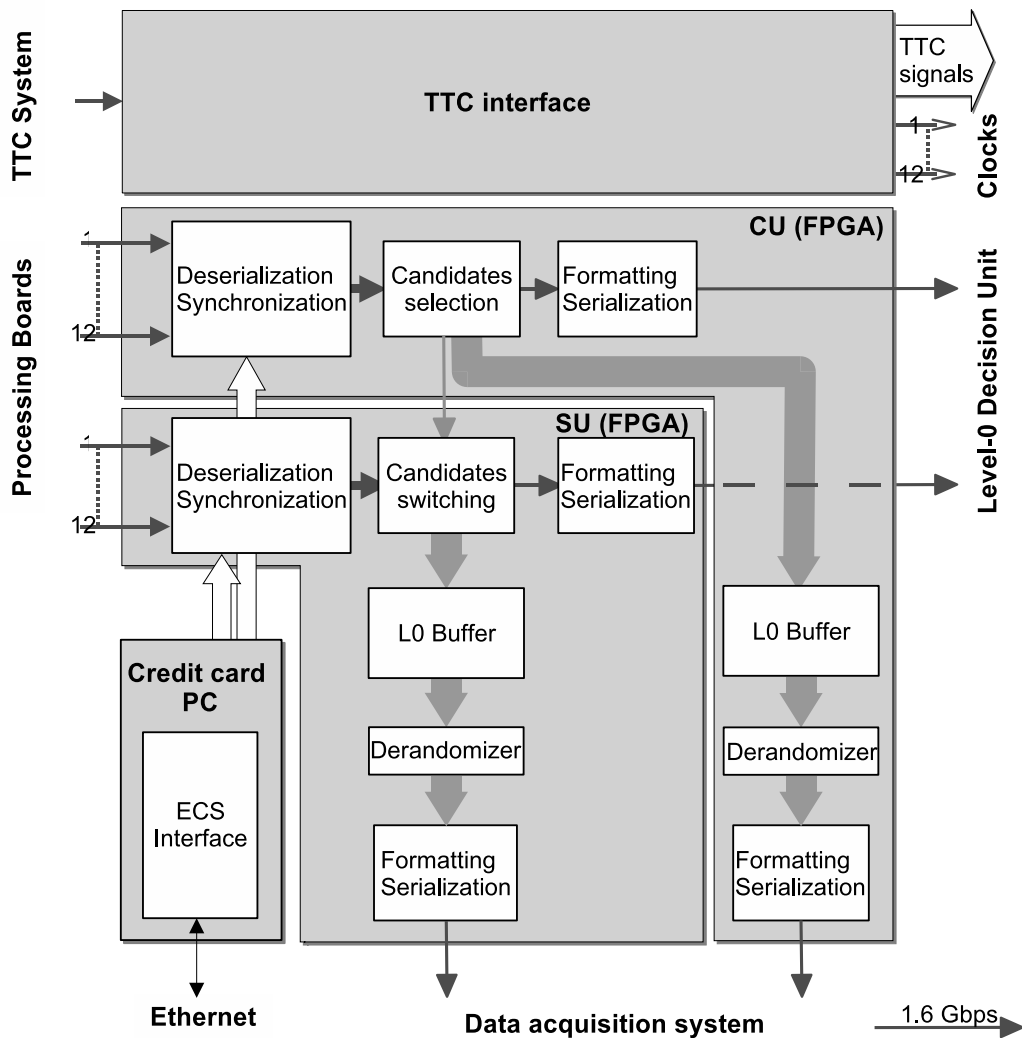 TTC System
TTC interface
TTC
signals
1
12
Clocks
Processing Boards
CU (FPGA)
1
12
Deserialization
Synchronization
Candidates
selection
Formatting
Serialization
Level-0 Decision Unit
SU (FPGA)
1
12
Deserialization
Synchronization
Candidates
switching
Formatting
Serialization
L0 Buffer
L0 Buffer
Credit card
PC
Derandomizer
Derandomizer
ECS
Interface
Formatting
Serialization
Formatting
Serialization
Ethernet
Data acquisition system
1.6 Gbps